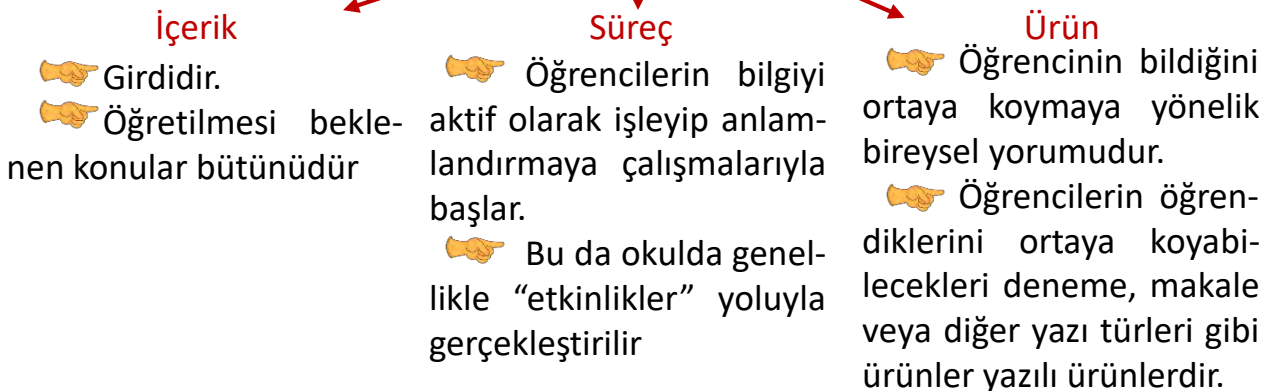 İçerik
Girdidir.
Öğretilmesi bekle-
nen konular bütünüdür
Süreç
Öğrencilerin bilgiyi
aktif olarak işleyip anlam-
landırmaya çalışmalarıyla
başlar.
Bu da okulda genel-
likle “etkinlikler” yoluyla
gerçekleştirilir
Ürün
Öğrencinin bildiğini
ortaya koymaya yönelik
bireysel yorumudur.
Öğrencilerin öğren-
diklerini ortaya koyabi-
lecekleri deneme, makale
veya diğer yazı türleri gibi
ürünler yazılı ürünlerdir.